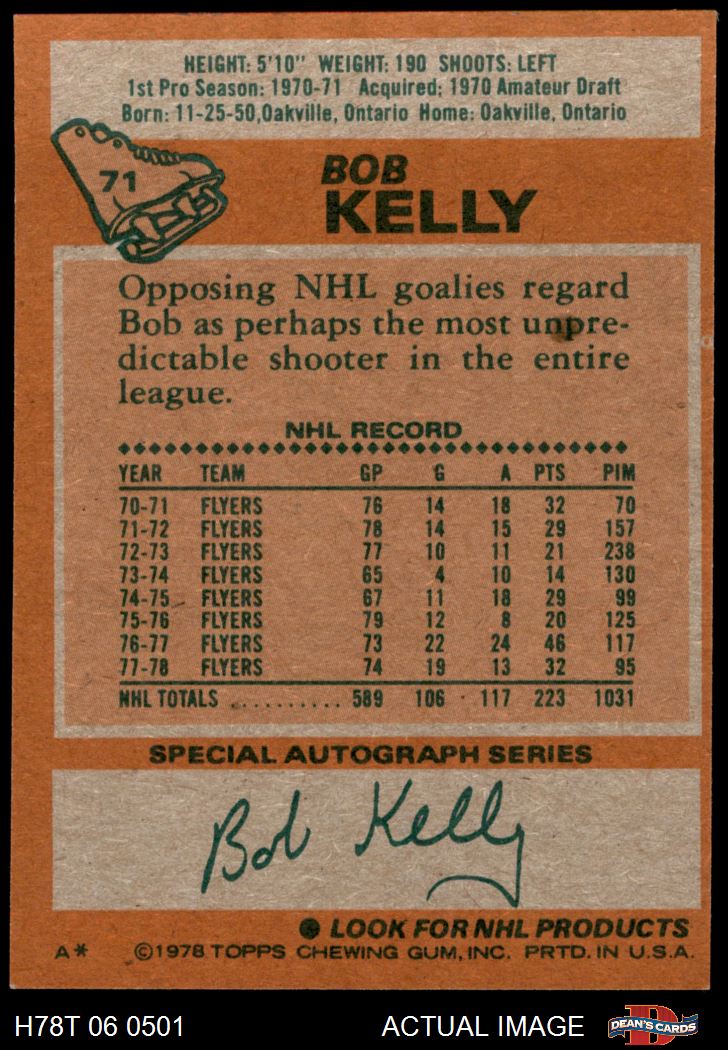 HEIGHT: 5'10" WEIGHT: 190 SHOOTS: LEFT
1st Pro Season: 1970-71 Acquired: 1970 Amateur Draft
Born: 11-25-50, Oakville, Ontario Home: Oakville, Ontario
71
BOB
KELLY
Opposing NHL goalies regard
Bob as perhaps the most unpre-
dictable shooter in the entire
league.
NHL RECORD
YEAR TEAM GP G A PTS PIM
70-71 FLYERS 76 14 18 32 70
71-72 FLYERS 78 14 15 29 157
72-73 FLYERS 77 10 11 21 238
73-74 FLYERS 65 4 10 14 130
74-75 FLYERS 67 11 18 29 99
75-76 FLYERS 79 12 8 20 125
76-77 FLYERS 73 22 24 46 117
77-78 FLYERS 74 19 13 32 95
NHL TOTALS .......... 589 106 117 223 1031
SPECIAL AUTOGRAPH SERIES
Bob Kelly
LOOK FOR NHL PRODUCTS
A* ©1978 TOPPS CHEWING GUM, INC. PRTD. IN U.S.A.
H78T 06 0501 ACTUAL IMAGE D DEAN'S CARDS